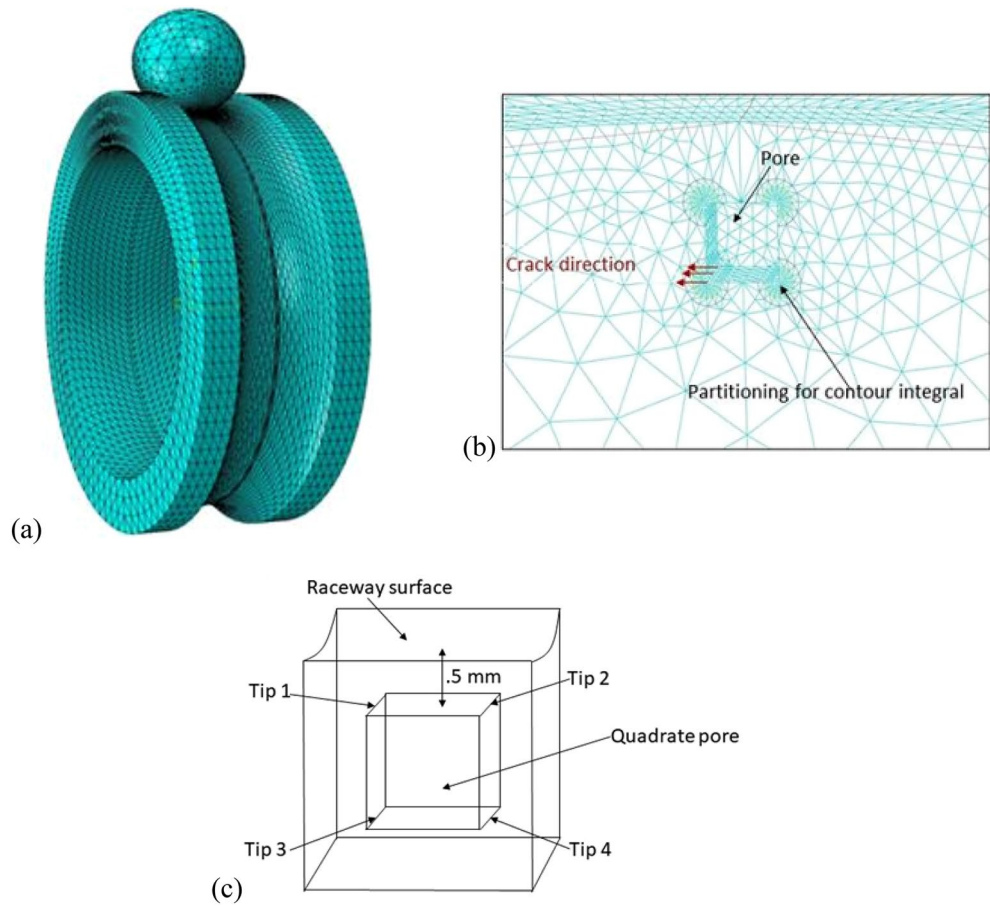 (a)
Pore
Crack direction
Partitioning for contour integral
(b)
Raceway surface
.5 mm
Tip 1
Tip 2
Quadrate pore
Tip 3
Tip 4
(c)